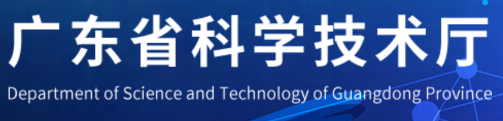 广东省科学技术厅
Department of Science and Technology of Guangdong Province